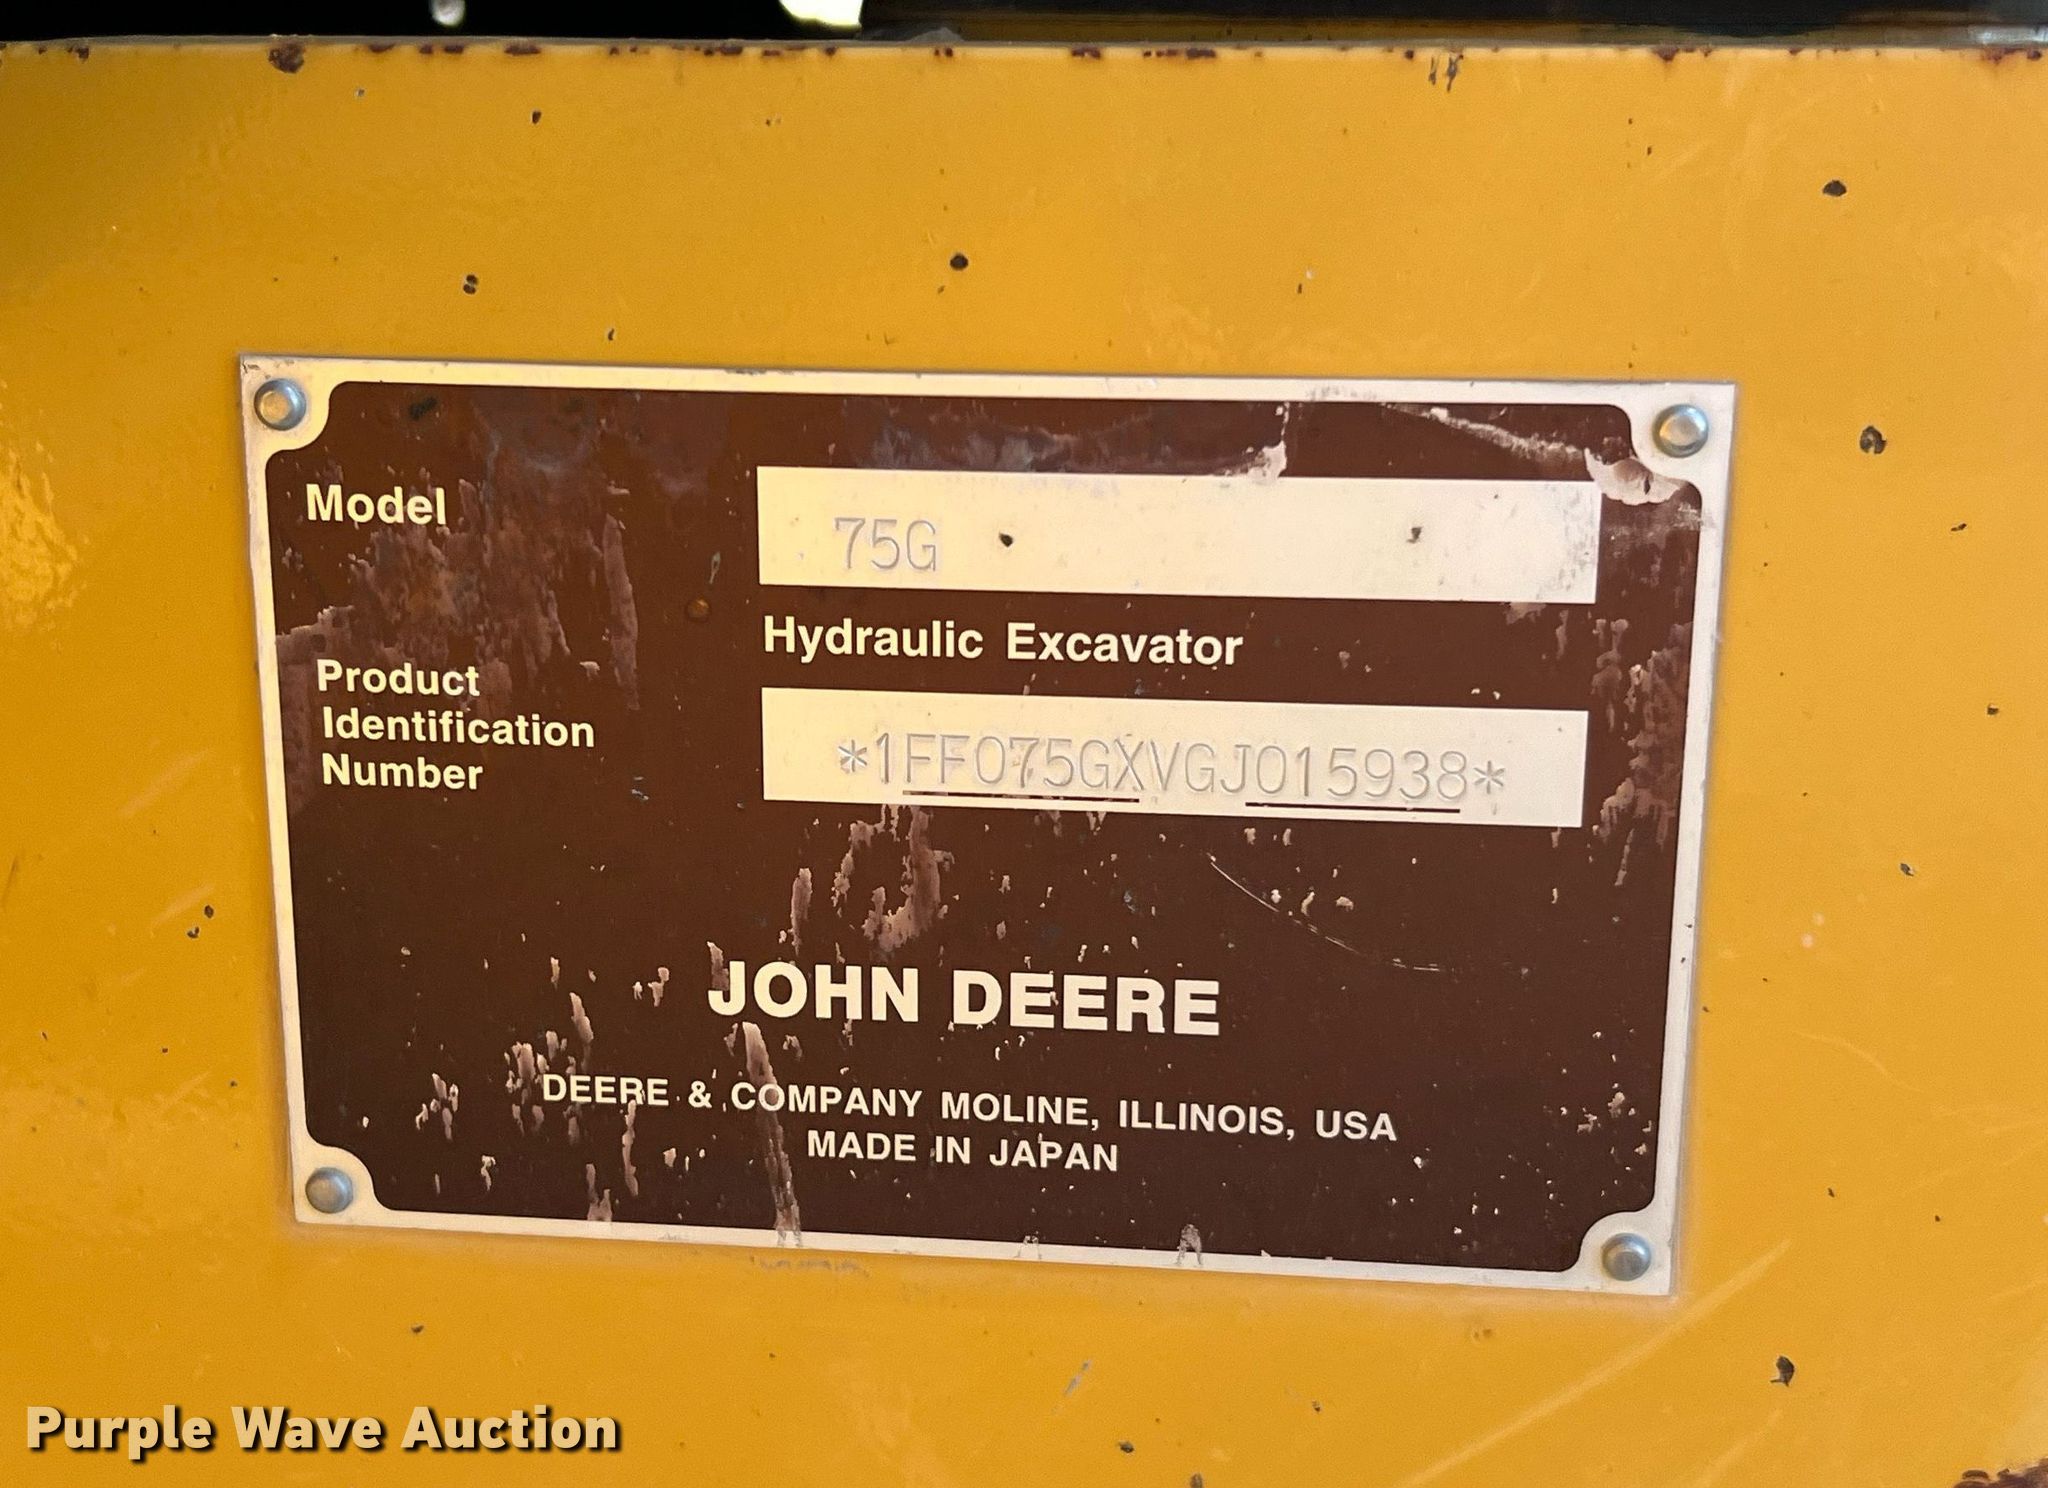 Model
75G
Hydraulic Excavator
Product
Identification
Number
*1FF075GXVGJ015938*
JOHN DEERE
DEERE & COMPANY MOLINE, ILLINOIS, USA
MADE IN JAPAN
Purple Wave Auction